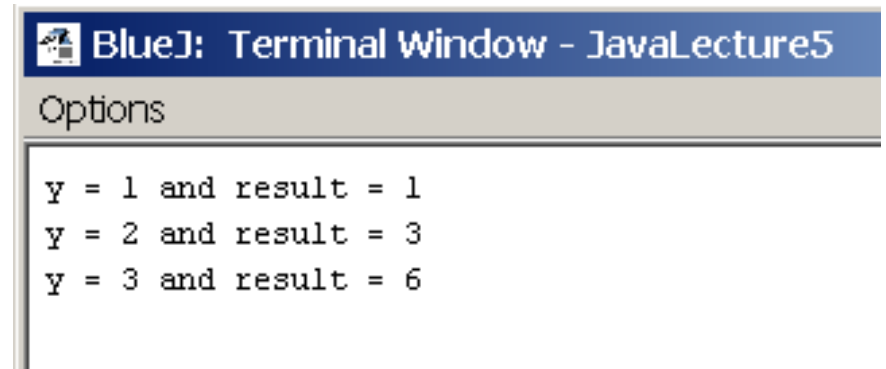 BlueJ: Terminal Window - JavaLecture5
Options
y = 1 and result = 1
y = 2 and result = 3
y = 3 and result = 6